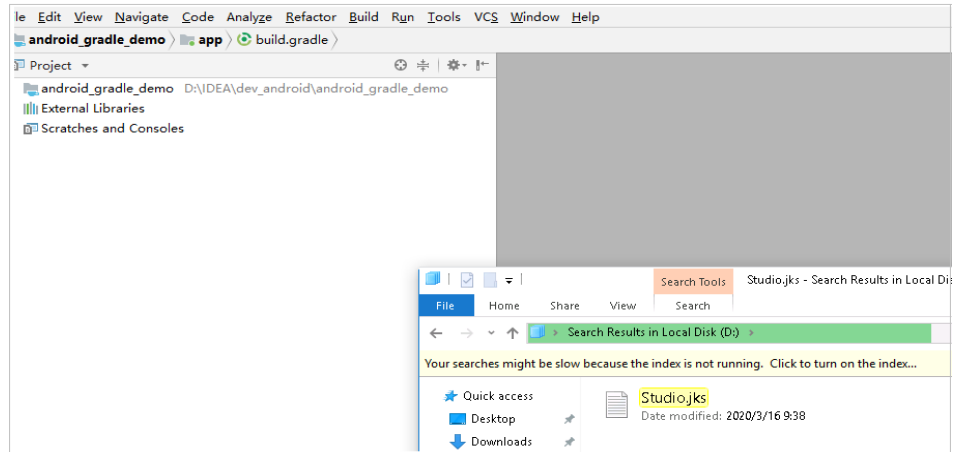 le Edit View Navigate Code Analyze Refactor Build Run Tools VCS Window Help
android_gradle_demo app build.gradle
Project
android_gradle_demo D:\IDEA\dev_android\android_gradle_demo
External Libraries
Scratches and Consoles
Search Tools Studio.jks - Search Results in Local Di
File Home Share View Search
Search Results in Local Disk (D:)
Your searches might be slow because the index is not running. Click to turn on the index...
Quick access
Studio.jks
Desktop
Date modified: 2020/3/16 9:38
Downloads